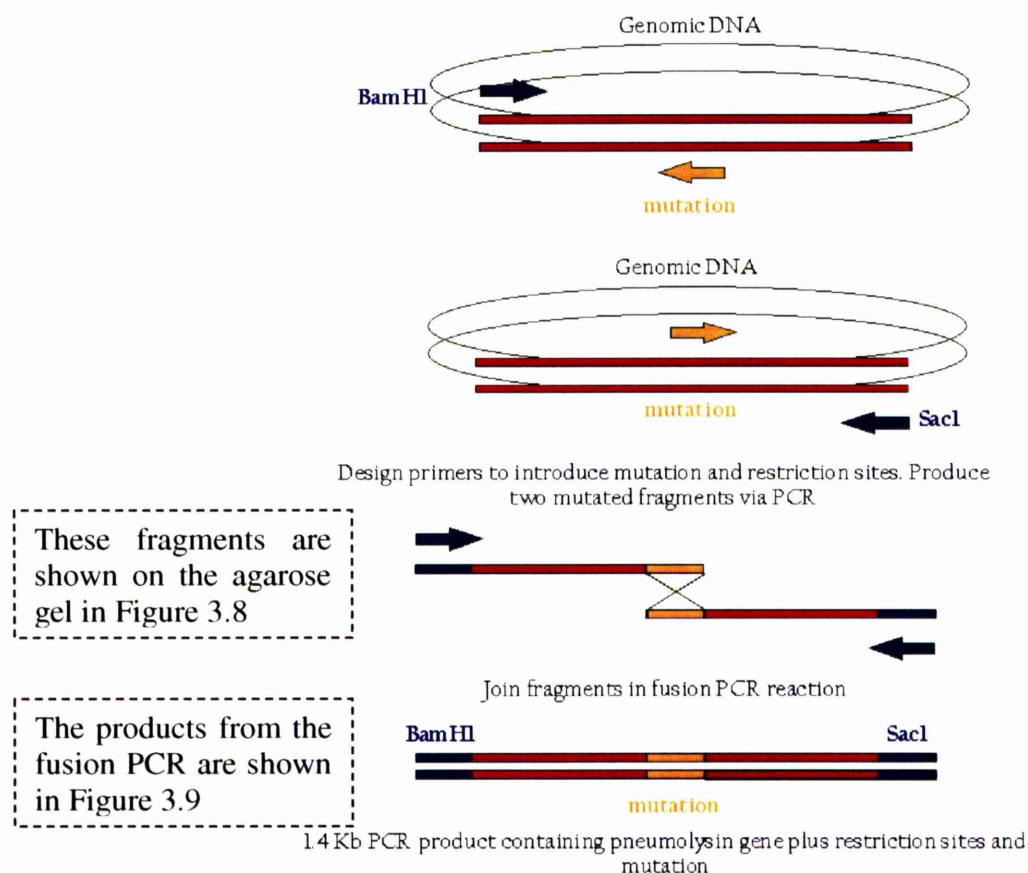 Genomic DNA
Bam H1
mutation
Genomic DNA
mutation
Sac1
Design primers to introduce mutation and restriction sites. Produce
two mutated fragments via PCR
These fragments are
shown on the agarose
gel in Figure 3.8
Join fragments in fusion PCR reaction
The products from the
fusion PCR are shown
in Figure 3.9
Bam H1
Sac1
mutation
1.4 Kb PCR product containing pneumolysin gene plus restriction sites and
mutation